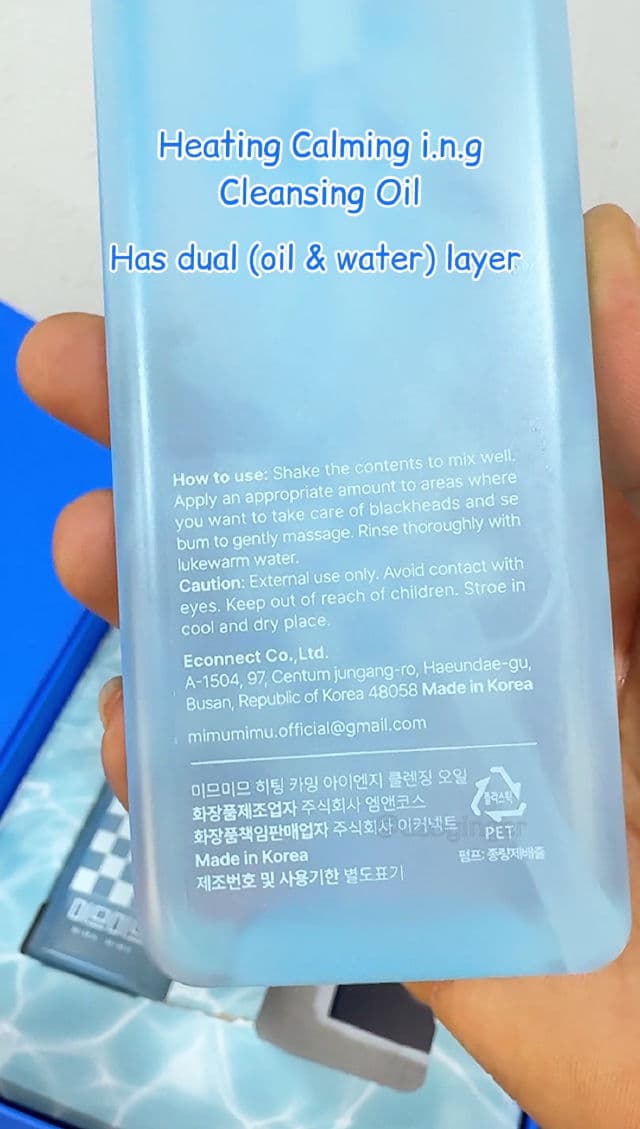 Heating Calming i.n.g
Cleansing Oil
Has dual (oil & water) layer
How to use: Shake the contents to mix well.
Apply an appropriate amount to areas where
you want to take care of blackheads and se
bum to gently massage. Rinse thoroughly with
lukewarm water.
Caution: External use only. Avoid contact with
eyes. Keep out of reach of children. Stroe in
cool and dry place.
Econnect Co.,Ltd.
A-1504, 97, Centum jungang-ro, Haeundae-gu,
Busan, Republic of Korea 48058 Made in Korea
mimumimu.official@gmail.com
미므미므 히팅 카밍 아이엔지 클렌징 오일
화장품제조업자 주식회사 엠앤코스
화장품책임판매업자 주식회사 이커넥트
Made in Korea
제조번호 및 사용기한 별도표기
플라스틱
PET
펌프: 종량제배출
미므미므